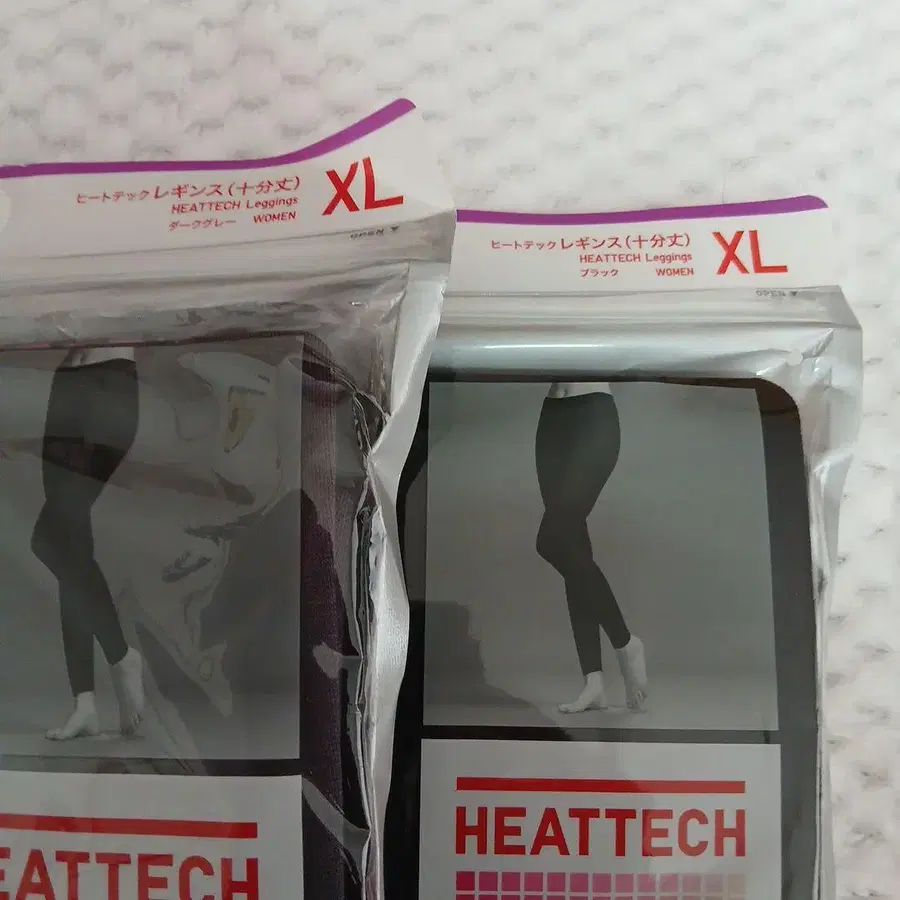 ヒートテック レギンス(十分丈)
HEATTECH Leggings
ダークグレー WOMEN
XL
OPEN ▲
EATTECH
ヒートテック レギンス(十分丈)
HEATTECH Leggings
ブラック WOMEN
XL
HEATTECH